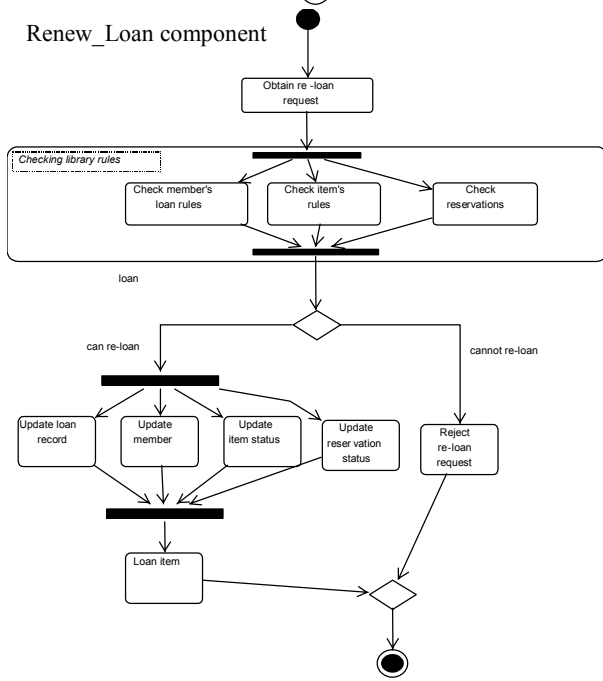 Renew_Loan component
Obtain re -loan
request
Checking library rules
Check member's
loan rules
Check item's
rules
Check
reservations
loan
can re-loan
cannot re-loan
Update loan
record
Update
member
Update
item status
Update
reser vation
status
Reject
re-loan
request
Loan item